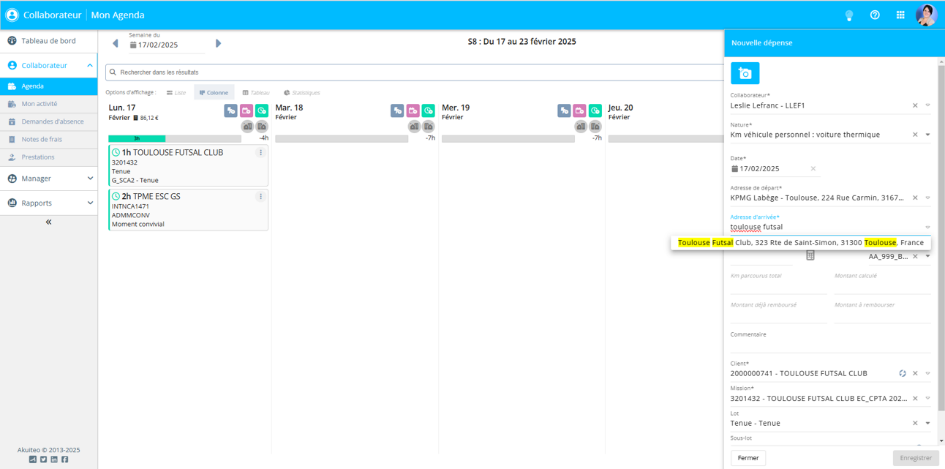 Collaborateur | Mon Agenda
Tableau de bord
Collaborateur
Agenda
Mon activité
Demandes d'absence
Notes de frais
Prestations
Manager
Rapports
«
Akuiteo © 2013-2025
Semaine du
17/02/2025
S8 : Du 17 au 23 février 2025
Rechercher dans les résultats
Options d'affichage :
Liste
Colonne
Tableau
Statistiques
Lun. 17
Février 86,12 €
3h
-4h
1h TOULOUSE FUTSAL CLUB
3201432
Tenue
G_SCA2 - Tenue
2h TPME ESC GS
INTNCA1471
ADMMCONV
Moment convivial
Mar. 18
Février
-7h
Mer. 19
Février
-7h
Jeu. 20
Février
Nouvelle dépense
Collaborateur*
Leslie Lefranc - LLEF1
Nature*
Km véhicule personnel : voiture thermique
Date*
17/02/2025
Adresse de départ*
KPMG Labège - Toulouse, 224 Rue Carmin, 3167...
Adresse d'arrivée*
toulouse futsal
Toulouse Futsal Club, 323 Rte de Saint-Simon, 31300 Toulouse, France
AA_999_B...
Km parcourus total
Montant calculé
Montant déjà remboursé
Montant à rembourser
Commentaire
Client*
2000000741 - TOULOUSE FUTSAL CLUB
Mission*
3201432 - TOULOUSE FUTSAL CLUB EC_CPTA 202...
Lot
Tenue - Tenue
Sous-lot
Fermer
Enregistrer